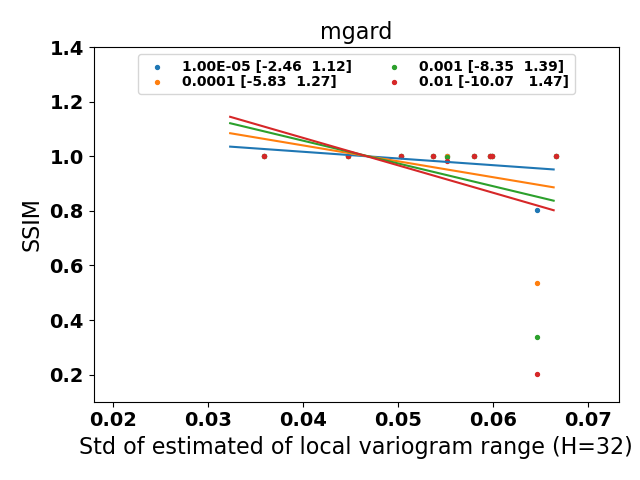 mgard
1.00E-05 [-2.46  1.12]
0.0001 [-5.83  1.27]
0.001 [-8.35  1.39]
0.01 [-10.07   1.47]
1.4
1.2
1.0
0.8
0.6
0.4
0.2
SSIM
0.02 0.03 0.04 0.05 0.06 0.07
Std of estimated of local variogram range (H=32)